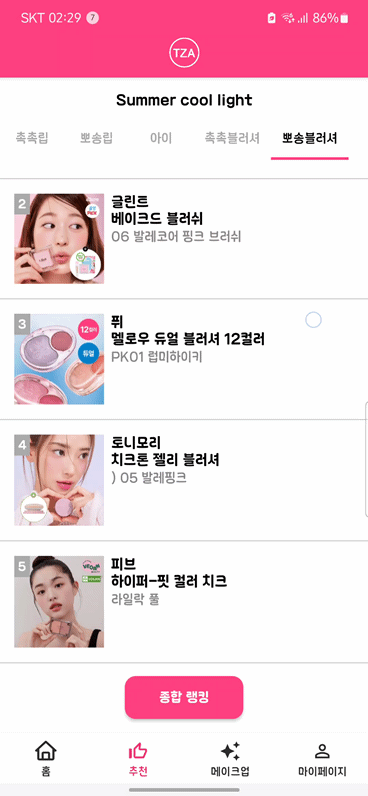 SKT 02:29 7
86%
TZA
Summer cool light
촉촉립 뽀송립 아이 촉촉블러셔 뽀송블러셔
2
글린트
베이크드 블러쉬
06 발레코어 핑크 브러쉬
3
12컬러
듀얼
퓌
멜로우 듀얼 블러셔 12컬러
PK01 럽미하이키
4
토니모리
치크톤 젤리 블러셔
) 05 발레핑크
5
피브
하이퍼-핏 컬러 치크
라일락 풀
종합 랭킹
홈 추천 메이크업 마이페이지